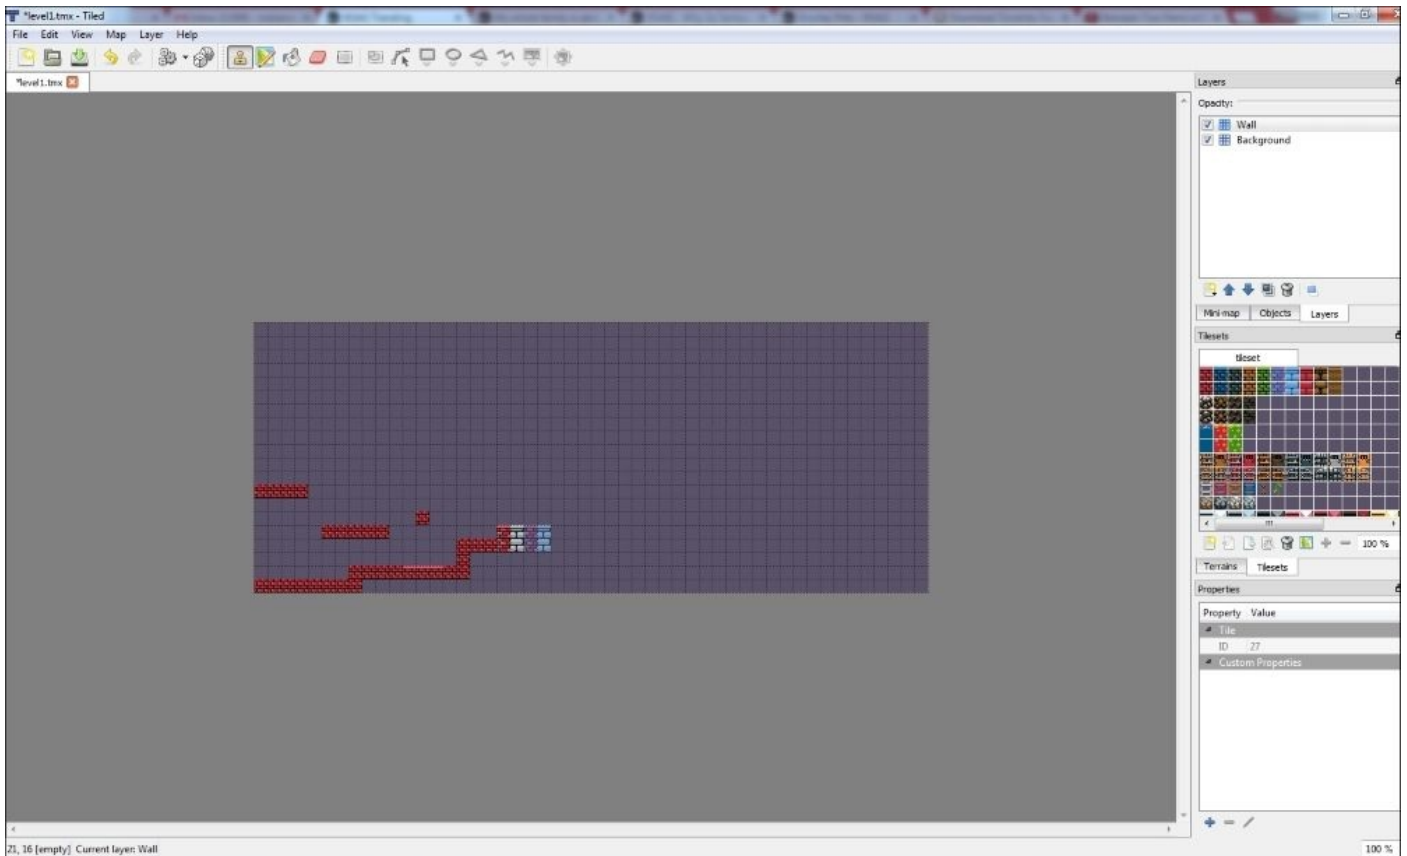 *level1.tmx - Tiled
File Edit View Map Layer Help
*level1.tmx
Layers
Opacity:
Wall
Background
Mini-map Objects Layers
Tilesets
tileset
100 %
Terrains Tilesets
Properties
Property Value
Tile
ID 27
Custom Properties
21, 16 [empty] Current layer: Wall
100 %